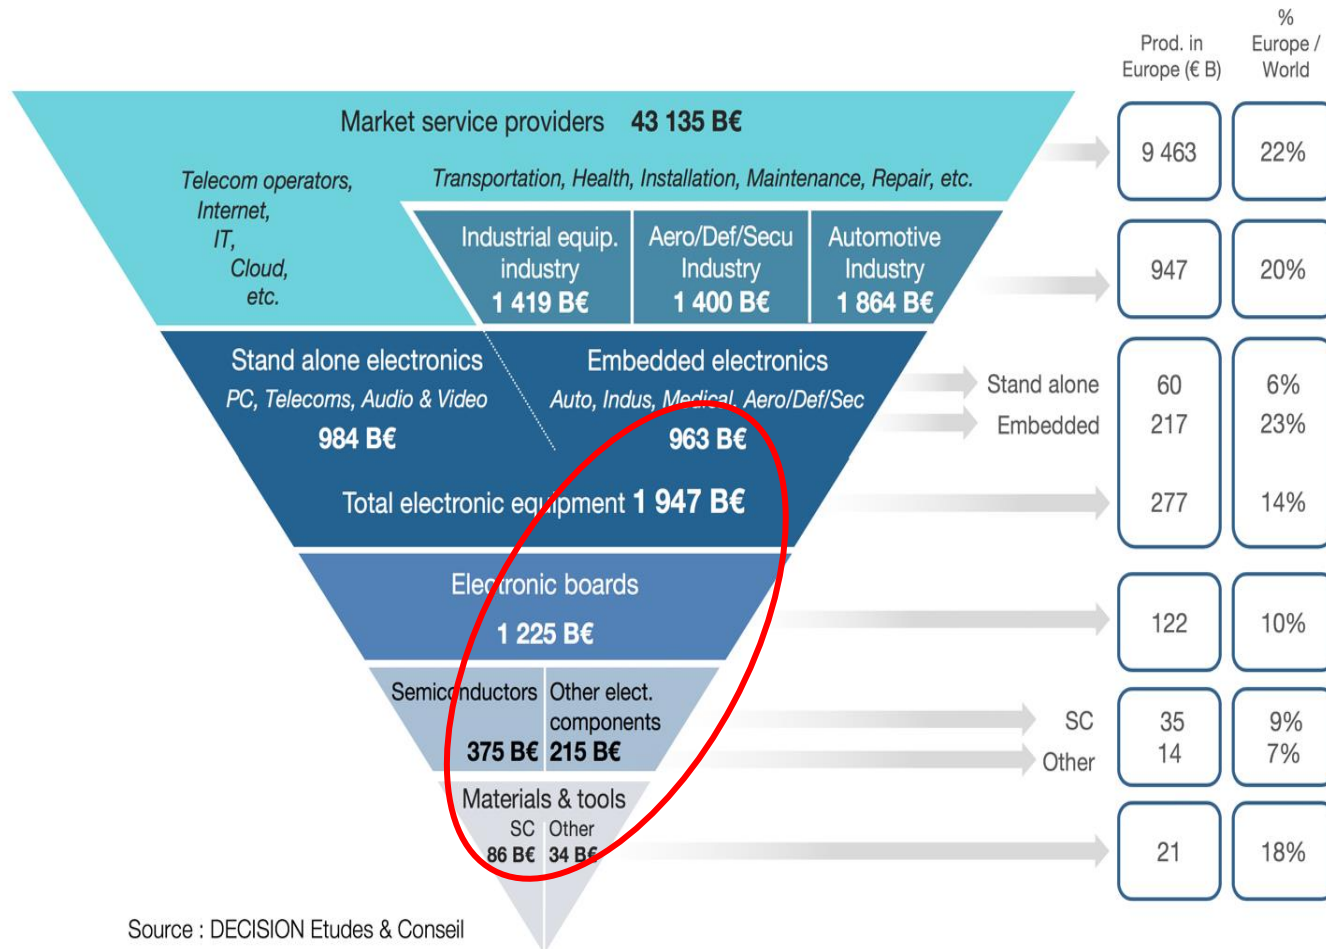 %
Prod. in Europe /
Europe (€ B) World
Market service providers 43 135 B€
9 463 22%
Telecom operators,
Internet,
IT,
Cloud,
etc.
Transportation, Health, Installation, Maintenance, Repair, etc.
Industrial equip.
industry
1 419 B€
Aero/Def/Secu
Industry
1 400 B€
Automotive
Industry
1 864 B€
947 20%
Stand alone electronics
PC, Telecoms, Audio & Video
984 B€
Embedded electronics
Auto, Indus, Medical, Aero/Def/Sec
963 B€
Stand alone 60 6%
Embedded 217 23%
Total electronic equipment 1 947 B€
277 14%
Electronic boards
1 225 B€
122 10%
Semiconductors
375 B€
Other elect.
components
215 B€
SC 35 9%
Other 14 7%
Materials & tools
SC Other
86 B€ 34 B€
21 18%
Source : DECISION Etudes & Conseil